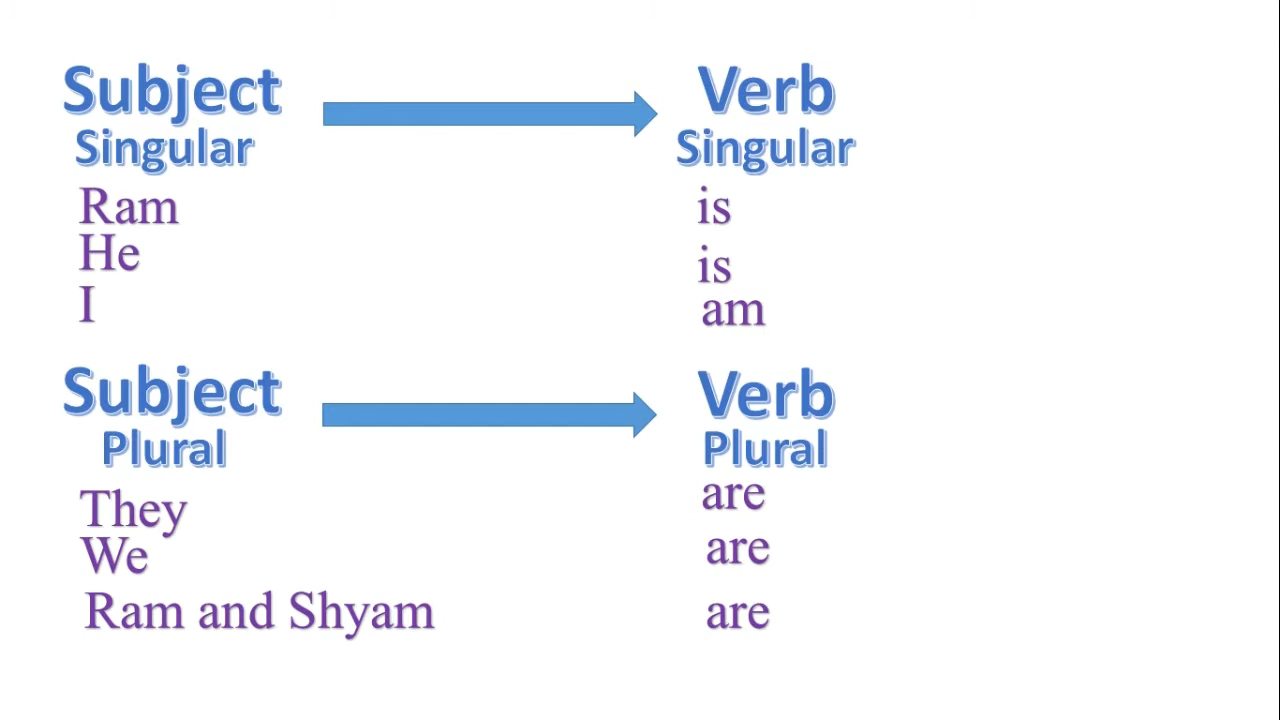 Subject Verb
Singular Singular
Ram is
He is
I am
Subject Verb
Plural Plural
They are
We are
Ram and Shyam are